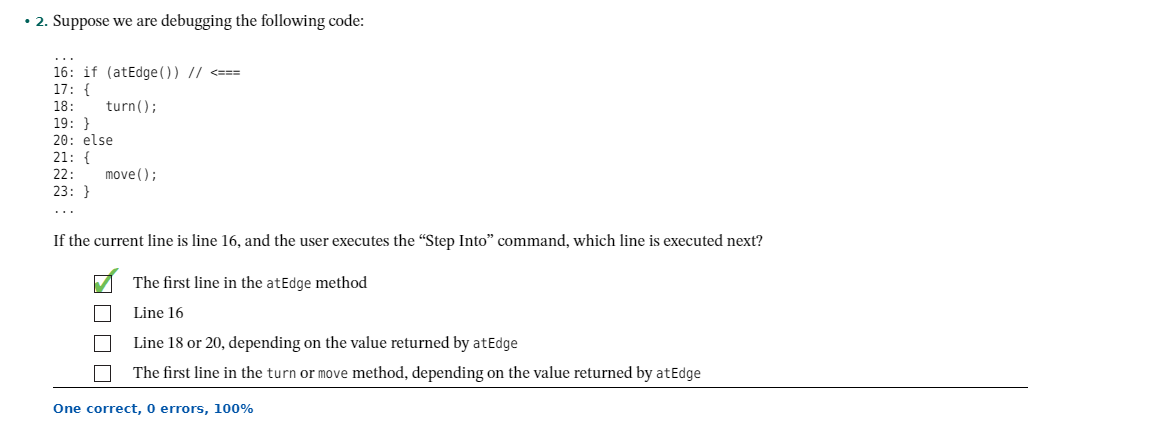 • 2. Suppose we are debugging the following code:
...
16: if (atEdge()) // <===
17: {
18:    turn();
19: }
20: else
21: {
22:    move();
23: }
...
If the current line is line 16, and the user executes the “Step Into” command, which line is executed next?
The first line in the atEdge method
Line 16
Line 18 or 20, depending on the value returned by atEdge
The first line in the turn or move method, depending on the value returned by atEdge
One correct, 0 errors, 100%